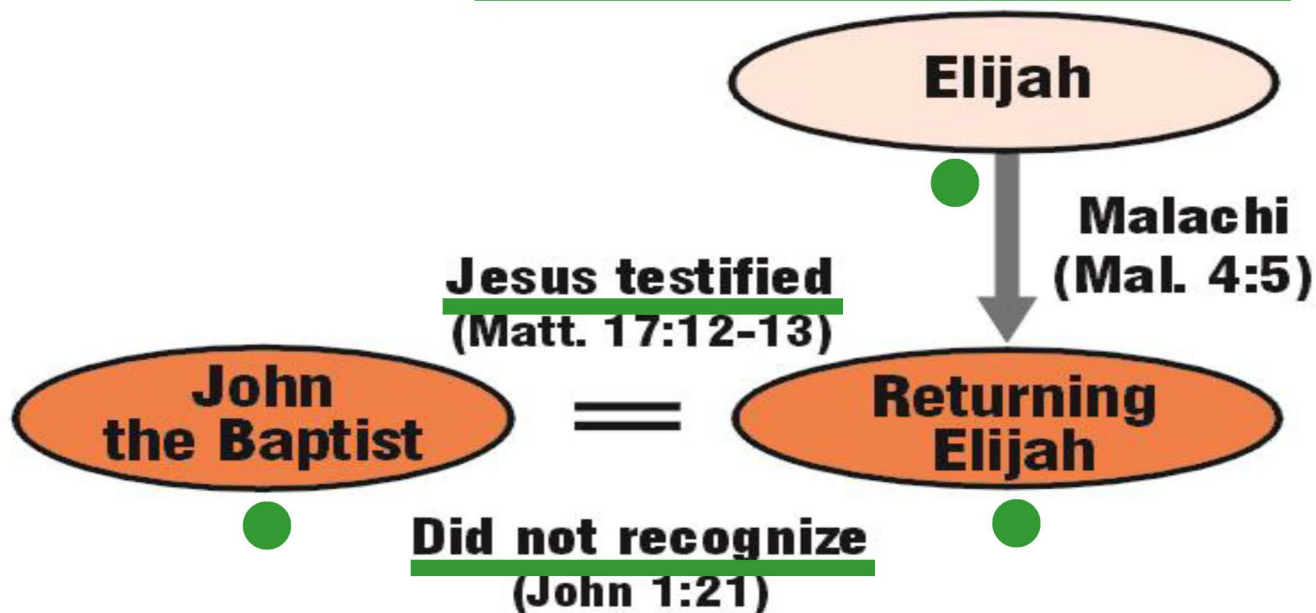 Elijah
Malachi
(Mal. 4:5)
Jesus testified
(Matt. 17:12-13)
John
the Baptist
=
Returning
Elijah
Did not recognize
(John 1:21)